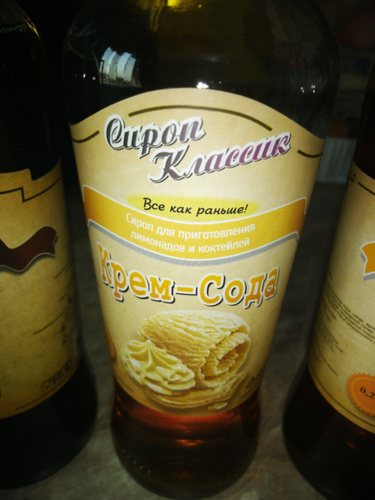 Сироп
Классик
Все как раньше!
Сироп для приготовления
лимонадов и коктейлей
Крем-Сода